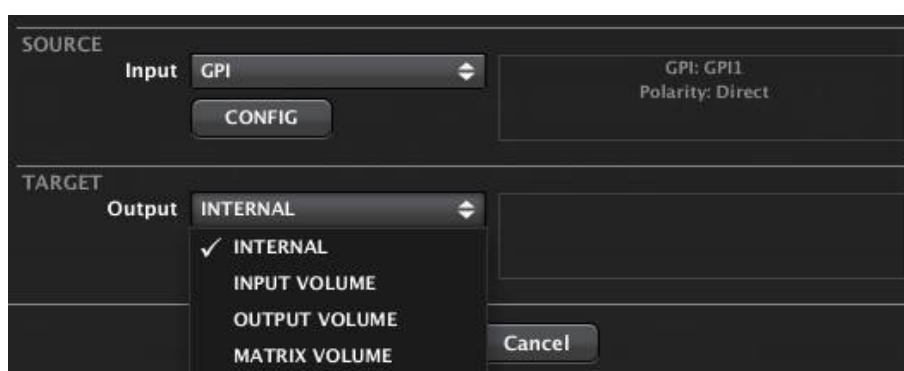 SOURCE
Input GPI
GPI: GPI1
Polarity: Direct
CONFIG
TARGET
Output INTERNAL
✓ INTERNAL
INPUT VOLUME
OUTPUT VOLUME
Cancel
MATRIX VOLUME